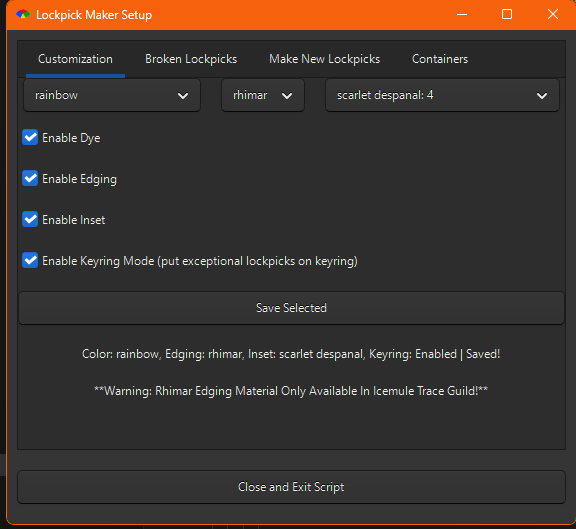 Lockpick Maker Setup
Customization Broken Lockpicks Make New Lockpicks Containers
rainbow rhimar scarlet despanal: 4
Enable Dye
Enable Edging
Enable Inset
Enable Keyring Mode (put exceptional lockpicks on keyring)
Save Selected
Color: rainbow, Edging: rhimar, Inset: scarlet despanal, Keyring: Enabled | Saved!
**Warning: Rhimar Edging Material Only Available In Icemule Trace Guild!**
Close and Exit Script